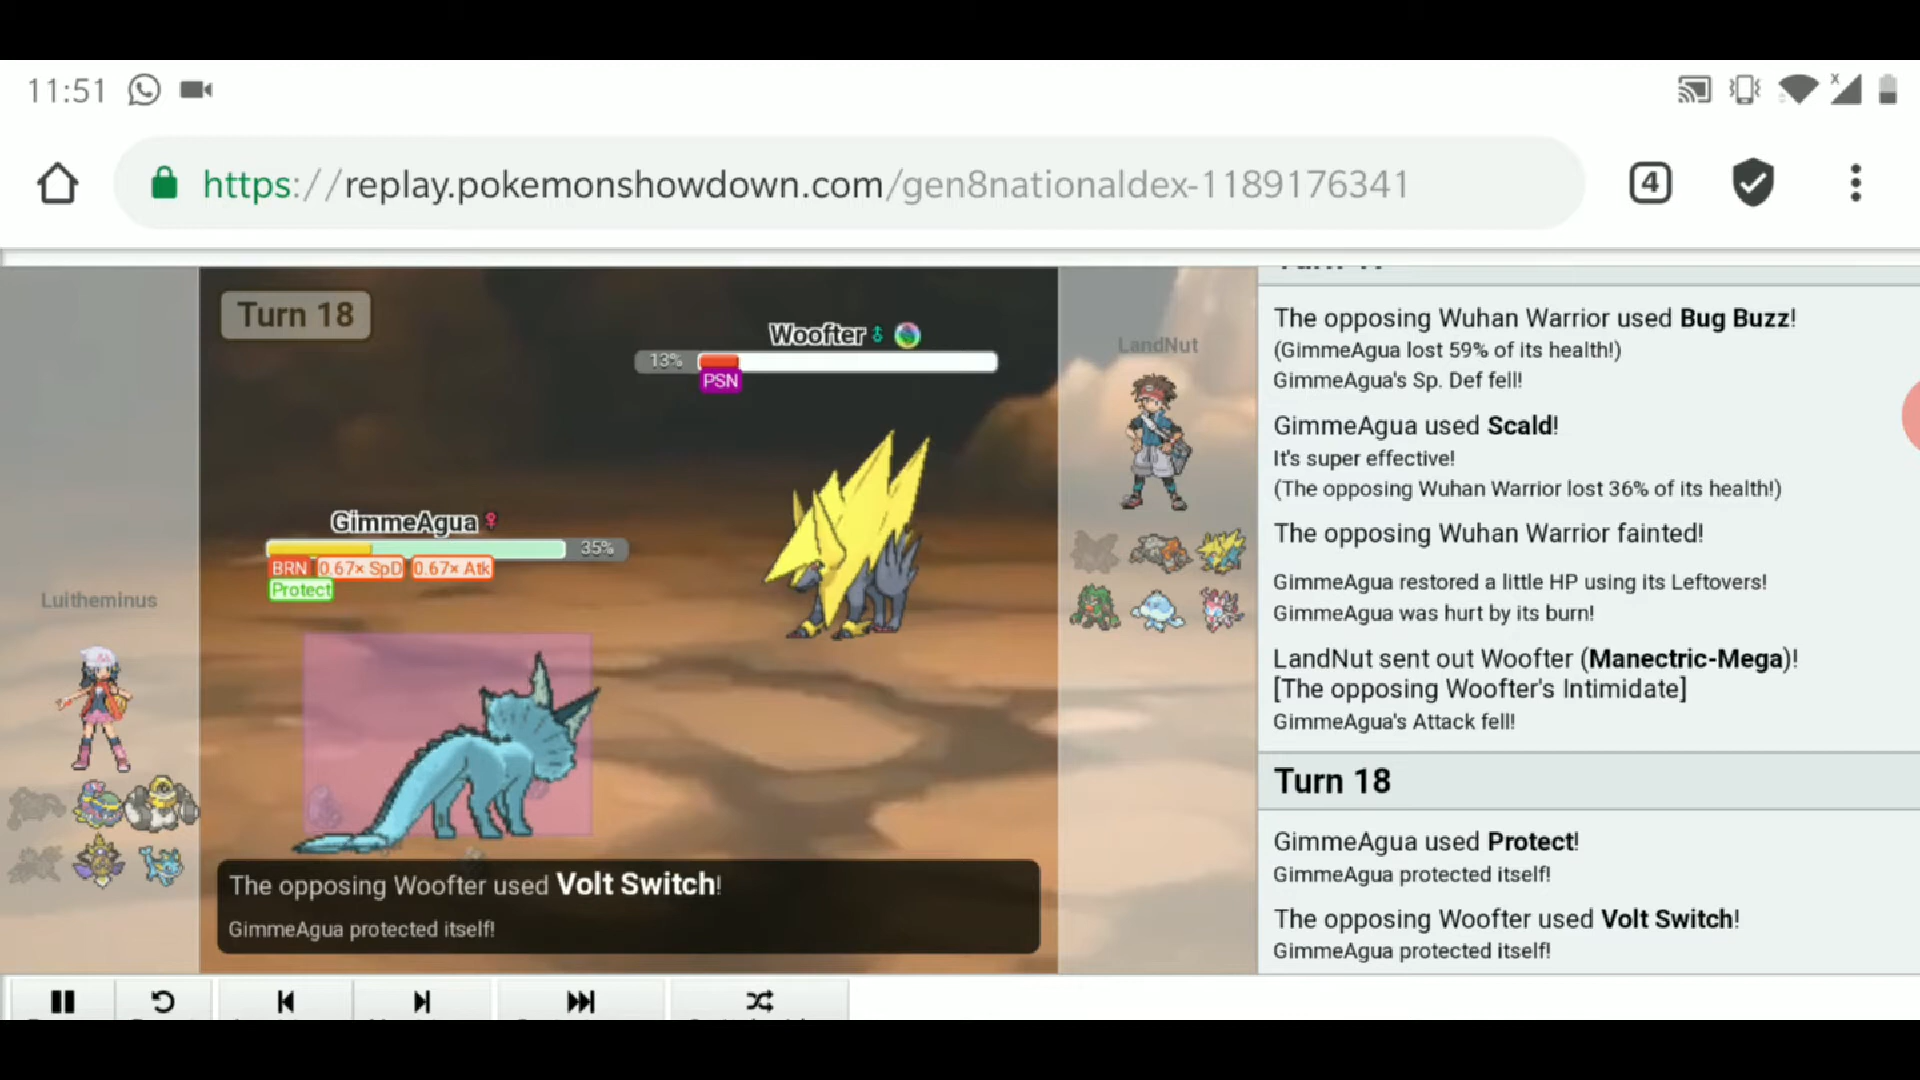 11:51
https://replay.pokemonshowdown.com/gen8nationaldex-1189176341
4
Turn 18
Woofter
13%
PSN
GimmeAgua
35%
BRN 0.67× SpD 0.67× Atk
Protect
Luitheminus
LandNut
The opposing Woofter used Volt Switch!
GimmeAgua protected itself!
The opposing Wuhan Warrior used Bug Buzz!
(GimmeAgua lost 59% of its health!)
GimmeAgua's Sp. Def fell!
GimmeAgua used Scald!
It's super effective!
(The opposing Wuhan Warrior lost 36% of its health!)
The opposing Wuhan Warrior fainted!
GimmeAgua restored a little HP using its Leftovers!
GimmeAgua was hurt by its burn!
LandNut sent out Woofter (Manectric-Mega)!
[The opposing Woofter's Intimidate]
GimmeAgua's Attack fell!
Turn 18
GimmeAgua used Protect!
GimmeAgua protected itself!
The opposing Woofter used Volt Switch!
GimmeAgua protected itself!